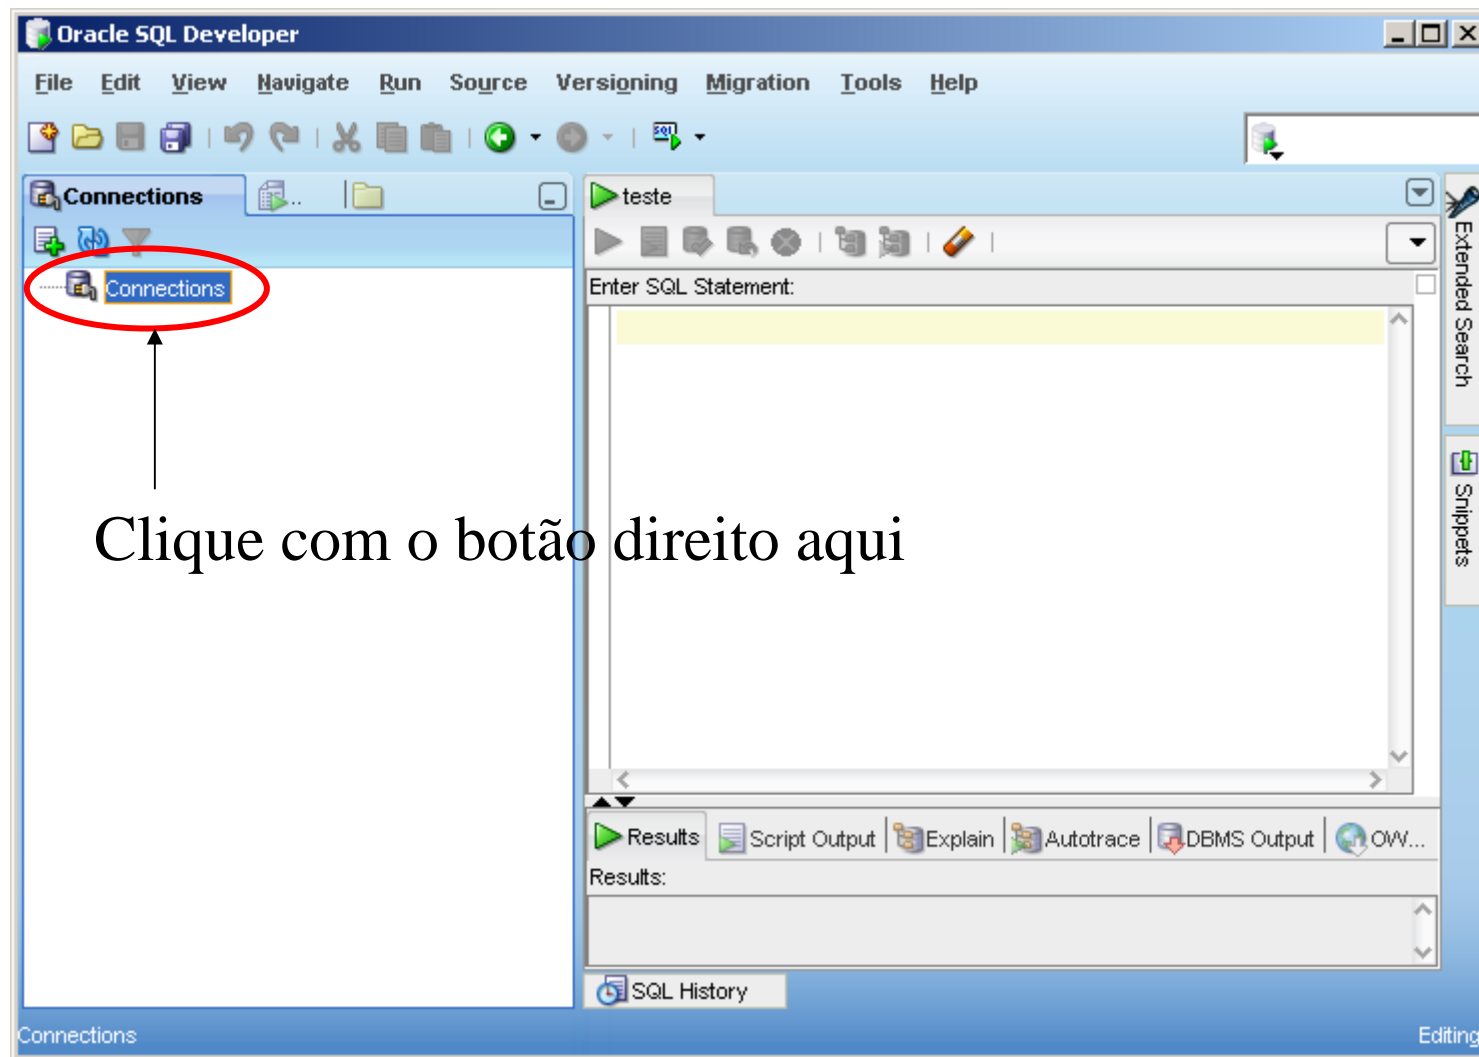 Oracle SQL Developer
File Edit View Navigate Run Source Versioning Migration Tools Help
SQL
Connections ..
teste
Connections
Enter SQL Statement:
Extended Search
Snippets
Clique com o botão direito aqui
Results Script Output Explain Autotrace DBMS Output OW...
Results:
SQL History
Connections Editing